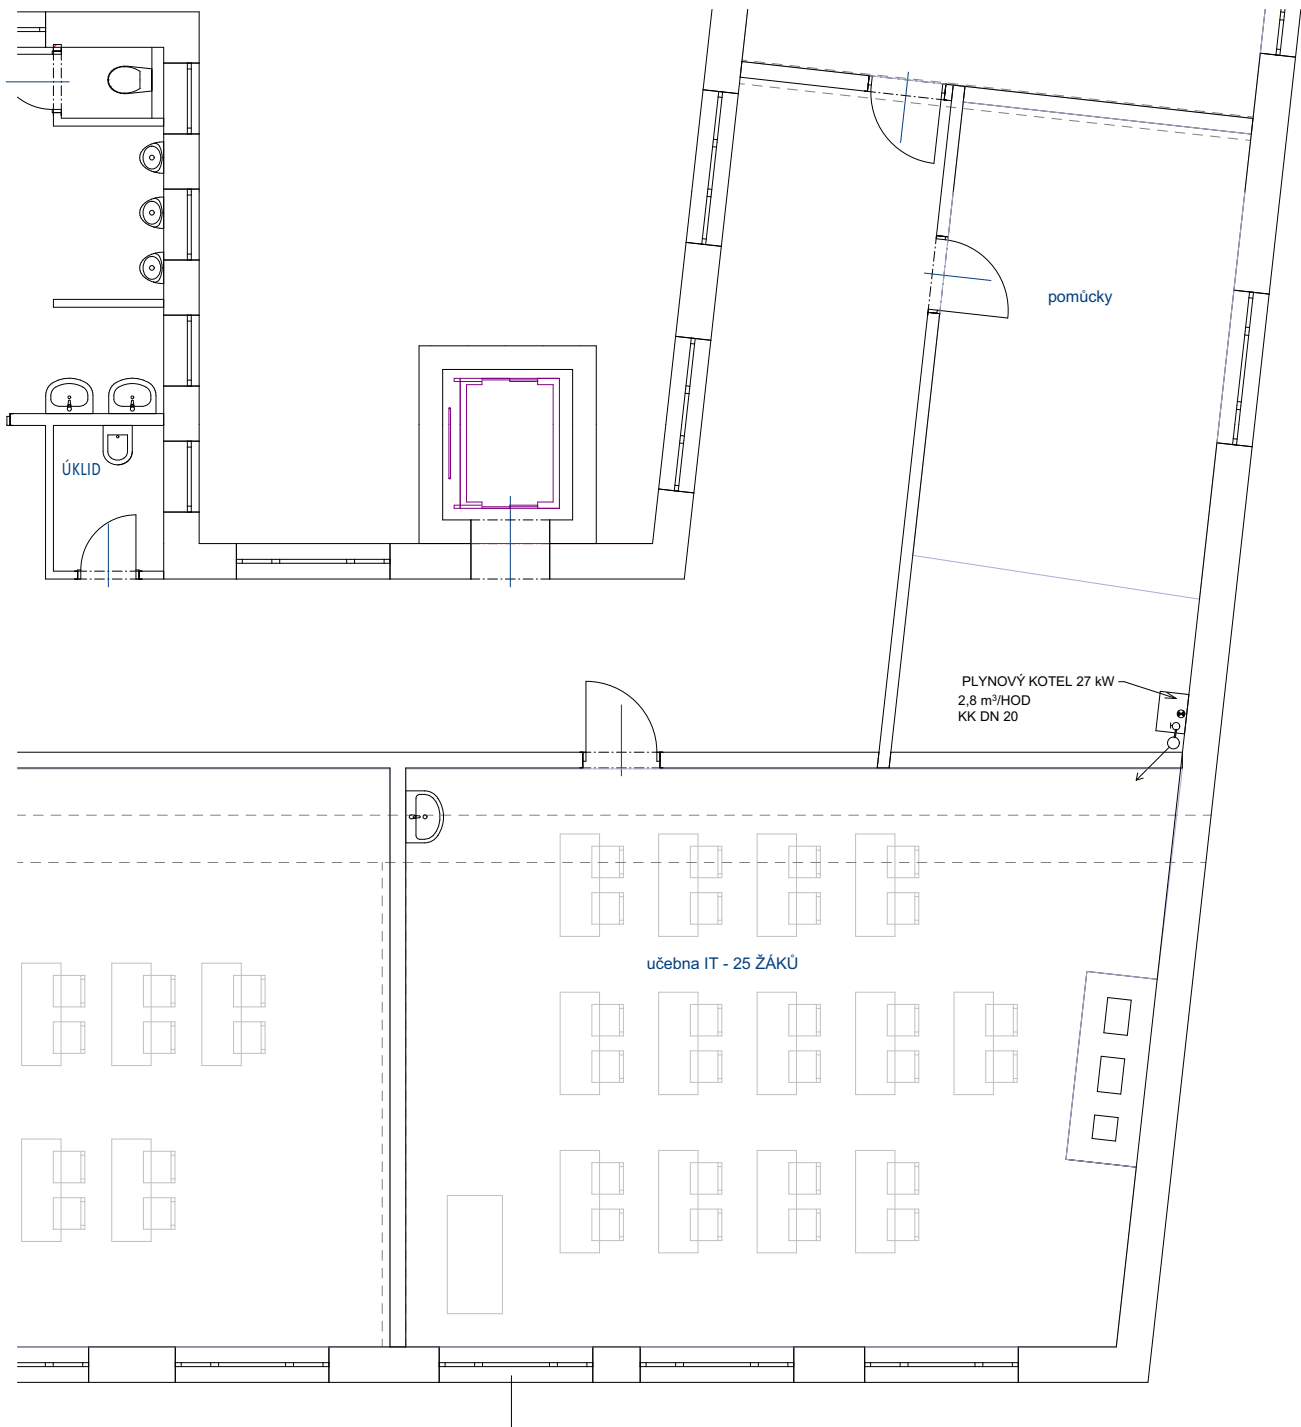 pomůcky
ÚKLID
PLYNOVÝ KOTEL 27 kW
2,8 m³/HOD
KK DN 20
učebna IT - 25 ŽÁKŮ